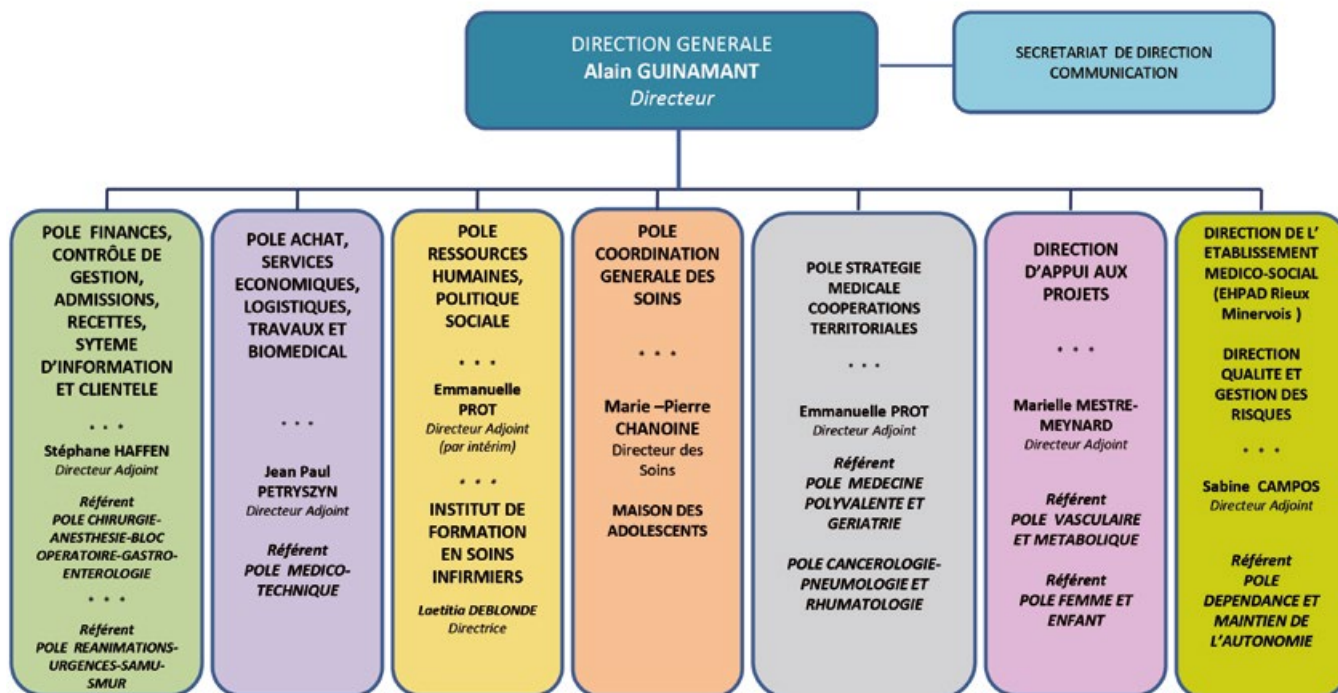 DIRECTION GENERALE
Alain GUINAMANT
Directeur
SECRETARIAT DE DIRECTION
COMMUNICATION
POLE FINANCES,
CONTRÔLE DE
GESTION,
ADMISSIONS,
RECETTES,
SYTEME
D’INFORMATION
ET CLIENTELE
* * *
Stéphane HAFFEN
Directeur Adjoint
Référent
POLE CHIRURGIE-
ANESTHESIE-BLOC
OPERATOIRE-GASTRO-
ENTEROLOGIE
* * *
Référent
POLE REANIMATIONS-
URGENCES-SAMU-
SMUR
POLE ACHAT,
SERVICES
ECONOMIQUES,
LOGISTIQUES,
TRAVAUX ET
BIOMEDICAL
* * *
Jean Paul
PETRYSZYN
Directeur Adjoint
Référent
POLE MEDICO-
TECHNIQUE
POLE
RESSOURCES
HUMAINES,
POLITIQUE
SOCIALE
* * *
Emmanuelle
PROT
Directeur Adjoint
(par intérim)
* * *
INSTITUT DE
FORMATION
EN SOINS
INFIRMIERS
Laetitia DEBLONDE
Directrice
POLE
COORDINATION
GENERALE DES
SOINS
* * *
Marie –Pierre
CHANOINE
Directeur des
Soins
MAISON DES
ADOLESCENTS
POLE STRATEGIE
MEDICALE
COOPERATIONS
TERRITORIALES
* * *
Emmanuelle PROT
Directeur Adjoint
Référent
POLE MEDECINE
POLYVALENTE ET
GERIATRIE
POLE CANCEROLOGIE-
PNEUMOLOGIE ET
RHUMATOLOGIE
DIRECTION
D’APPUI AUX
PROJETS
* * *
Marielle MESTRE-
MEYNARD
Directeur Adjoint
Référent
POLE VASCULAIRE
ET METABOLIQUE
Référent
POLE FEMME ET
ENFANT
DIRECTION DE L’
ETABLISSEMENT
MEDICO-SOCIAL
(EHPAD Rieux
Minervois )
DIRECTION
QUALITE ET
GESTION DES
RISQUES
* * *
Sabine CAMPOS
Directeur Adjoint
Référent
POLE
DEPENDANCE ET
MAINTIEN DE
L’AUTONOMIE